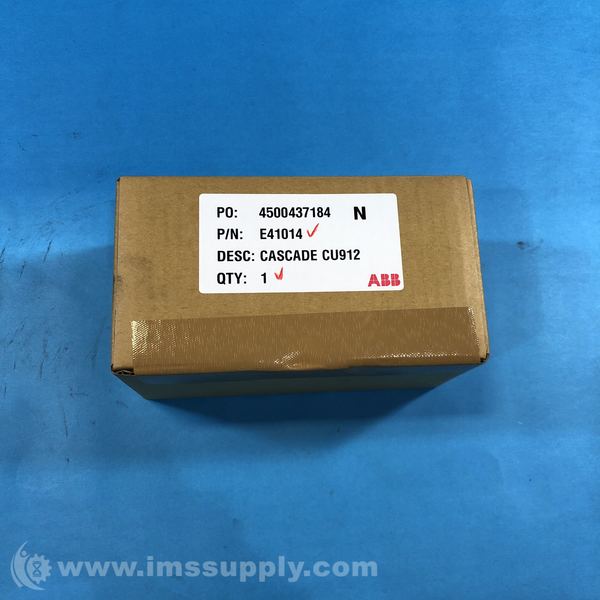 PO: 4500437184 N
P/N: E41014
DESC: CASCADE CU912
QTY: 1
ABB
www.imssupply.com